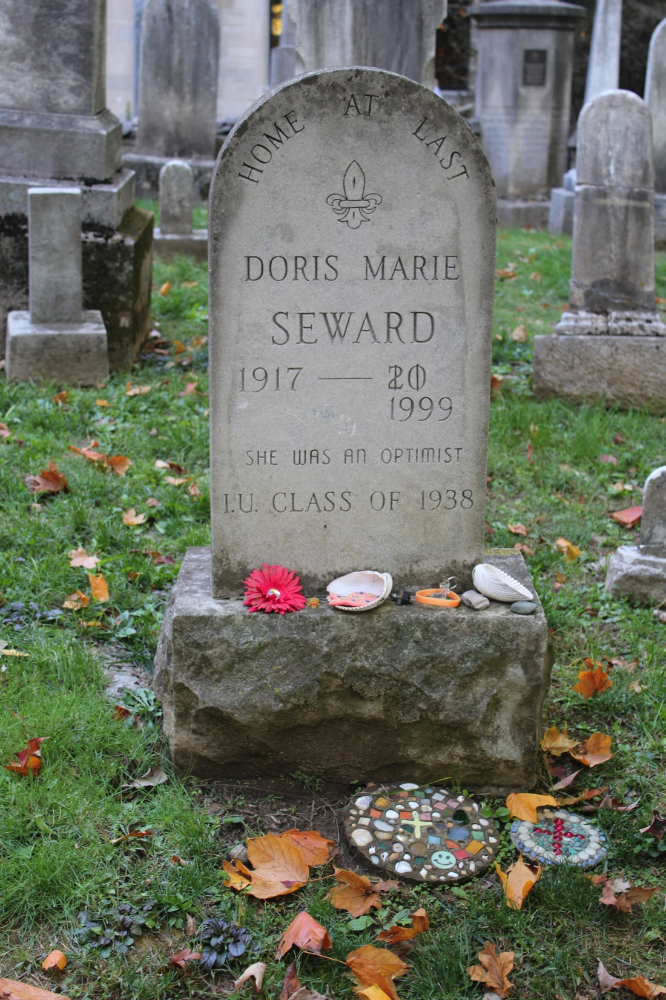 HOME AT LAST
DORIS MARIE
SEWARD
1917 — 20
1999
SHE WAS AN OPTIMIST
I.U. CLASS OF 1938